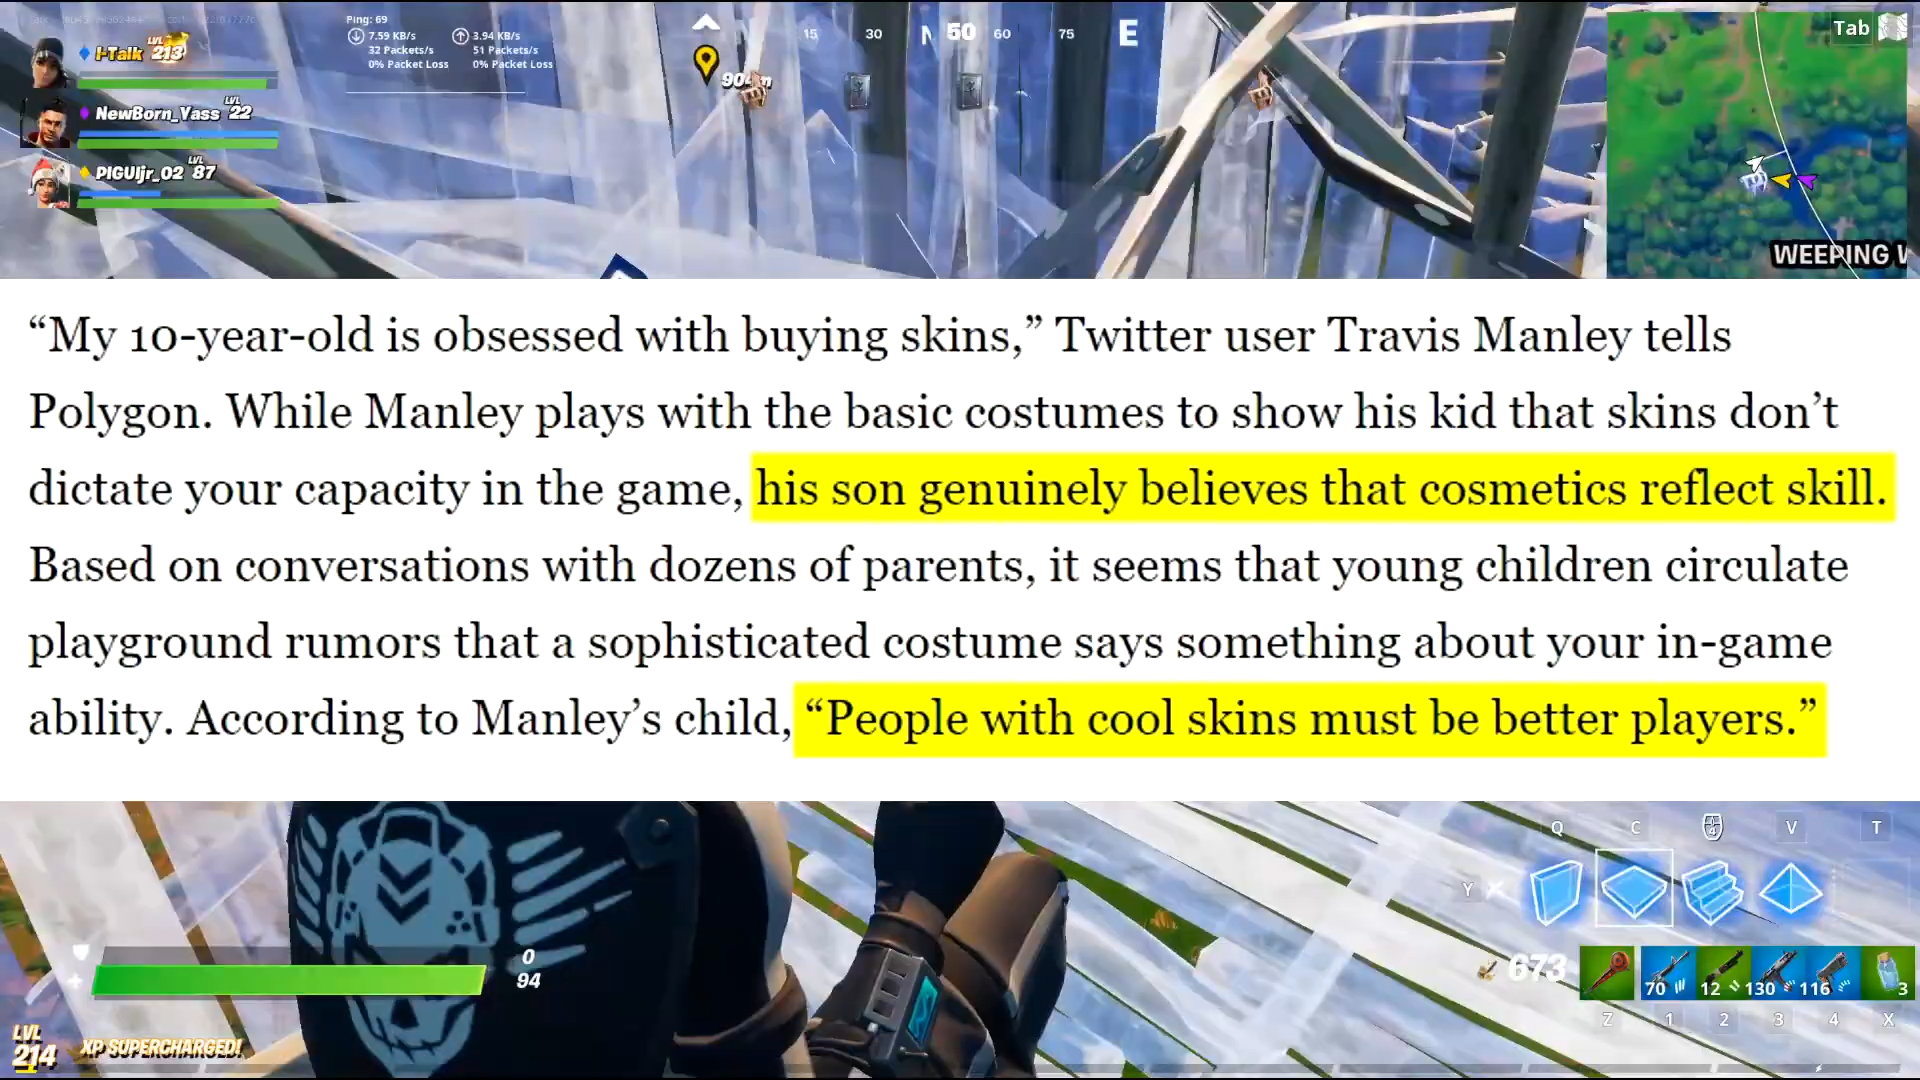 Ping: 69
7.59 KB/s 3.94 KB/s
32 Packets/s 51 Packets/s
0% Packet Loss 0% Packet Loss
I-Talk LVL 213
NewBorn_Vass LVL 22
PIGUIjr_02 LVL 87
15 30 N 50 60 75 E
904m
Tab
WEEPING W
“My 10-year-old is obsessed with buying skins,” Twitter user Travis Manley tells
Polygon. While Manley plays with the basic costumes to show his kid that skins don’t
dictate your capacity in the game, his son genuinely believes that cosmetics reflect skill.
Based on conversations with dozens of parents, it seems that young children circulate
playground rumors that a sophisticated costume says something about your in-game
ability. According to Manley’s child, “People with cool skins must be better players.”
Q C 4 V T
Y
0
94
673
70 12 130 116 3
Z 1 2 3 4 X
LVL
214 XP SUPERCHARGED!